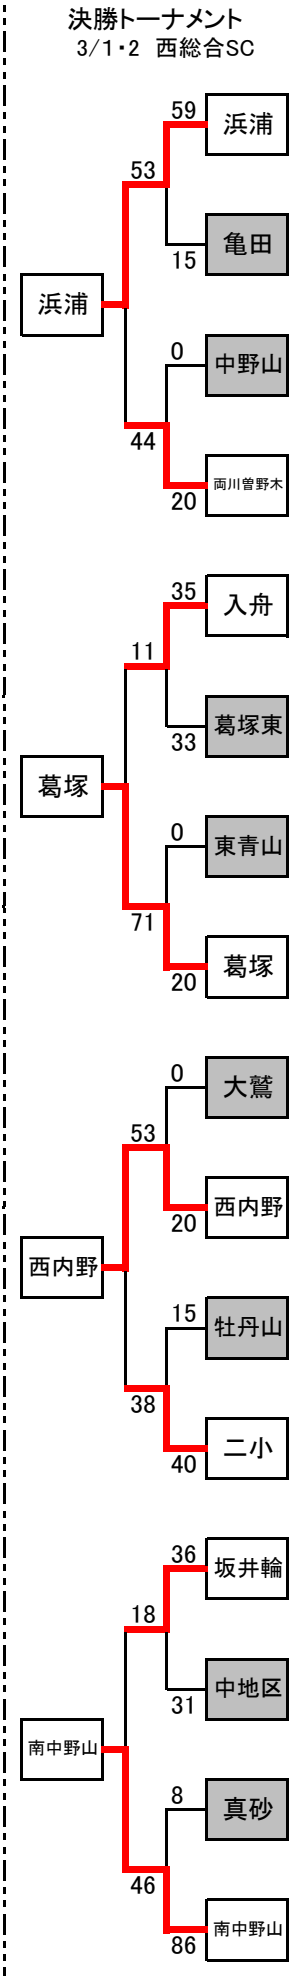 決勝トーナメント
3/1・2 西総合SC
59
浜浦
53
15
亀田
浜浦
0
中野山
44
20
両川曽野木
35
入舟
11
33
葛塚東
葛塚
0
東青山
71
20
葛塚
0
大鷲
53
20
西内野
西内野
15
牡丹山
38
40
二小
36
坂井輪
18
31
中地区
南中野山
8
真砂
46
86
南中野山